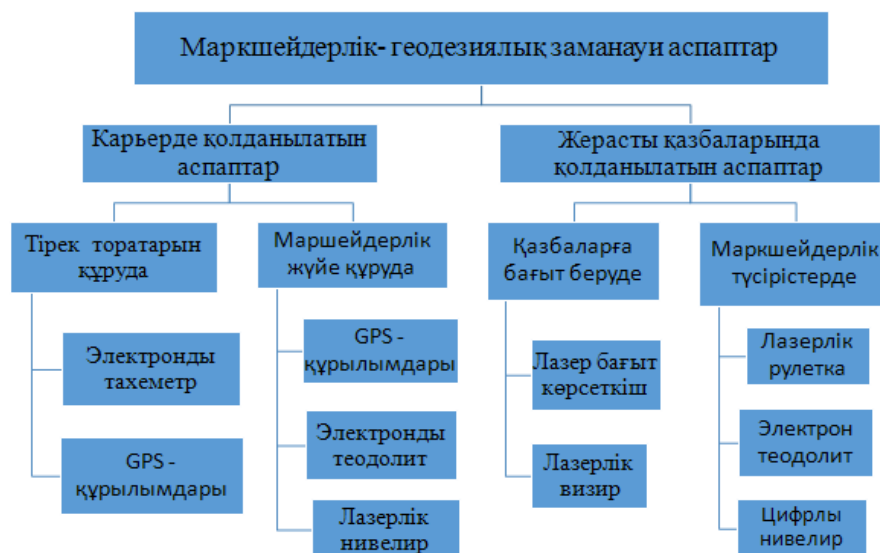 Маркшейдерлік- геодезиялық заманауи аспаптар
Карьерде қолданылатын
аспаптар
Жерасты қазбаларында
қолданылатын аспаптар
Тірек торатарын
құруда
Электронды
тахеметр
GPS -
құрылымдары
Маршейдерлік
жүйе құруда
GPS -
құрылымдары
Электронды
теодолит
Лазерлік
нивелир
Қазбаларға
бағыт беруде
Лазер бағыт
көрсеткіш
Лазерлік
визир
Маркшейдерлік
түсірістерде
Лазерлік
рулетка
Электрон
теодолит
Цифрлы
нивелир